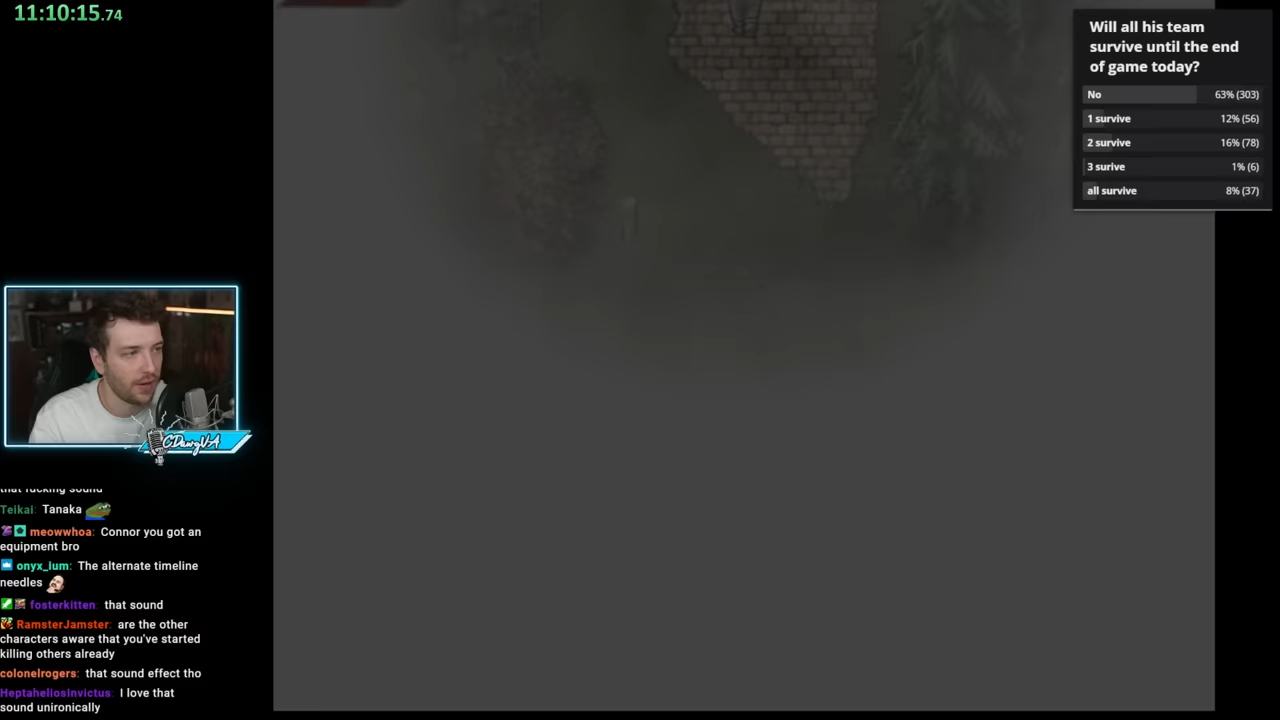 11:10:15.74
Will all his team
survive until the end
of game today?
No 63% (303)
1 survive 12% (56)
2 survive 16% (78)
3 surive 1% (6)
all survive 8% (37)
CDawgVA
that fucking sound
Teikai: Tanaka
meowwhoa: Connor you got an
equipment bro
onyx_ium: The alternate timeline
needles
fosterkitten: that sound
RamsterJamster: are the other
characters aware that you've started
killing others already
colonelrogers: that sound effect tho
HeptaheliosInvictus: I love that
sound unironically